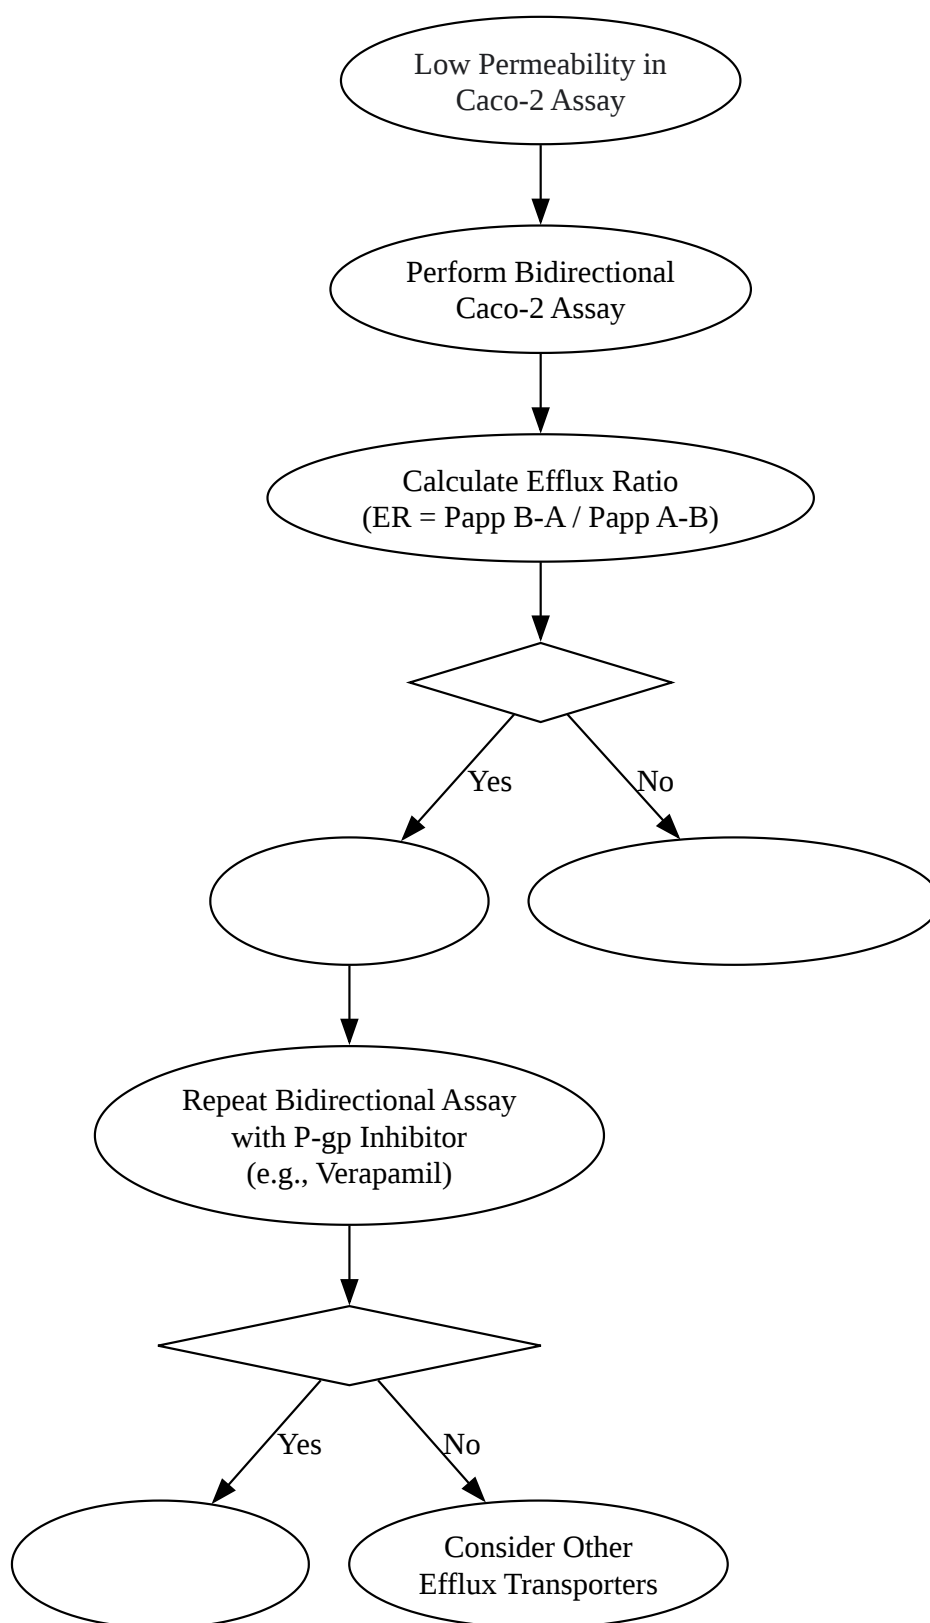 Low Permeability in
Caco-2 Assay
Perform Bidirectional
Caco-2 Assay
Calculate Efflux Ratio
(ER = Papp B-A / Papp A-B)
Yes
No
Repeat Bidirectional Assay
with P-gp Inhibitor
(e.g., Verapamil)
Yes
No
Consider Other
Efflux Transporters